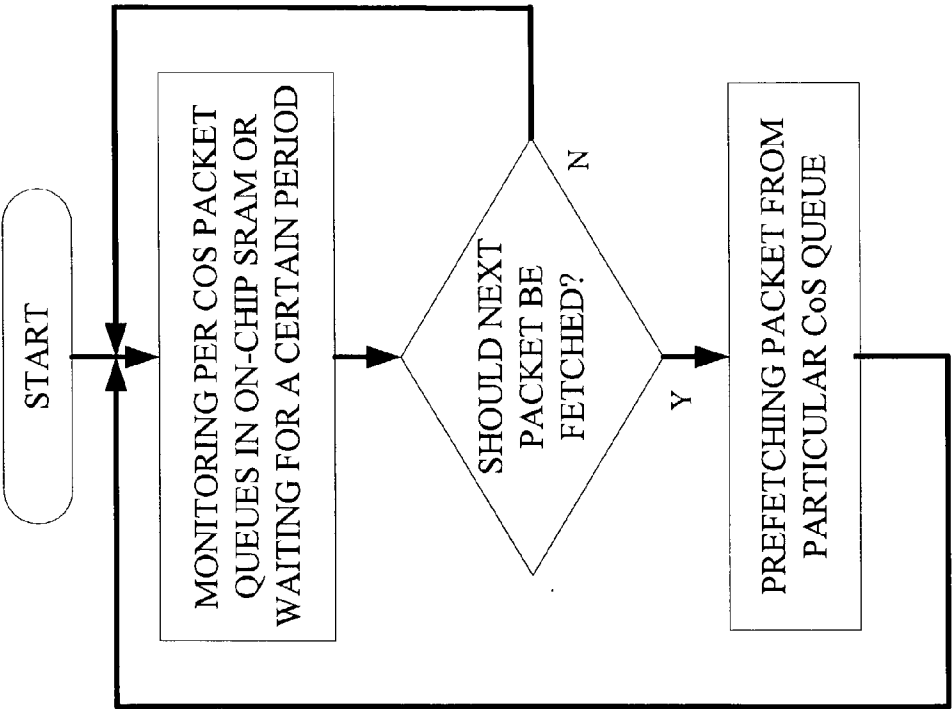 START
MONITORING PER COS PACKET
QUEUES IN ON-CHIP SRAM OR
WAITING FOR A CERTAIN PERIOD
SHOULD NEXT
PACKET BE
FETCHED?
N
Y
PREFETCHING PACKET FROM
PARTICULAR CoS QUEUE